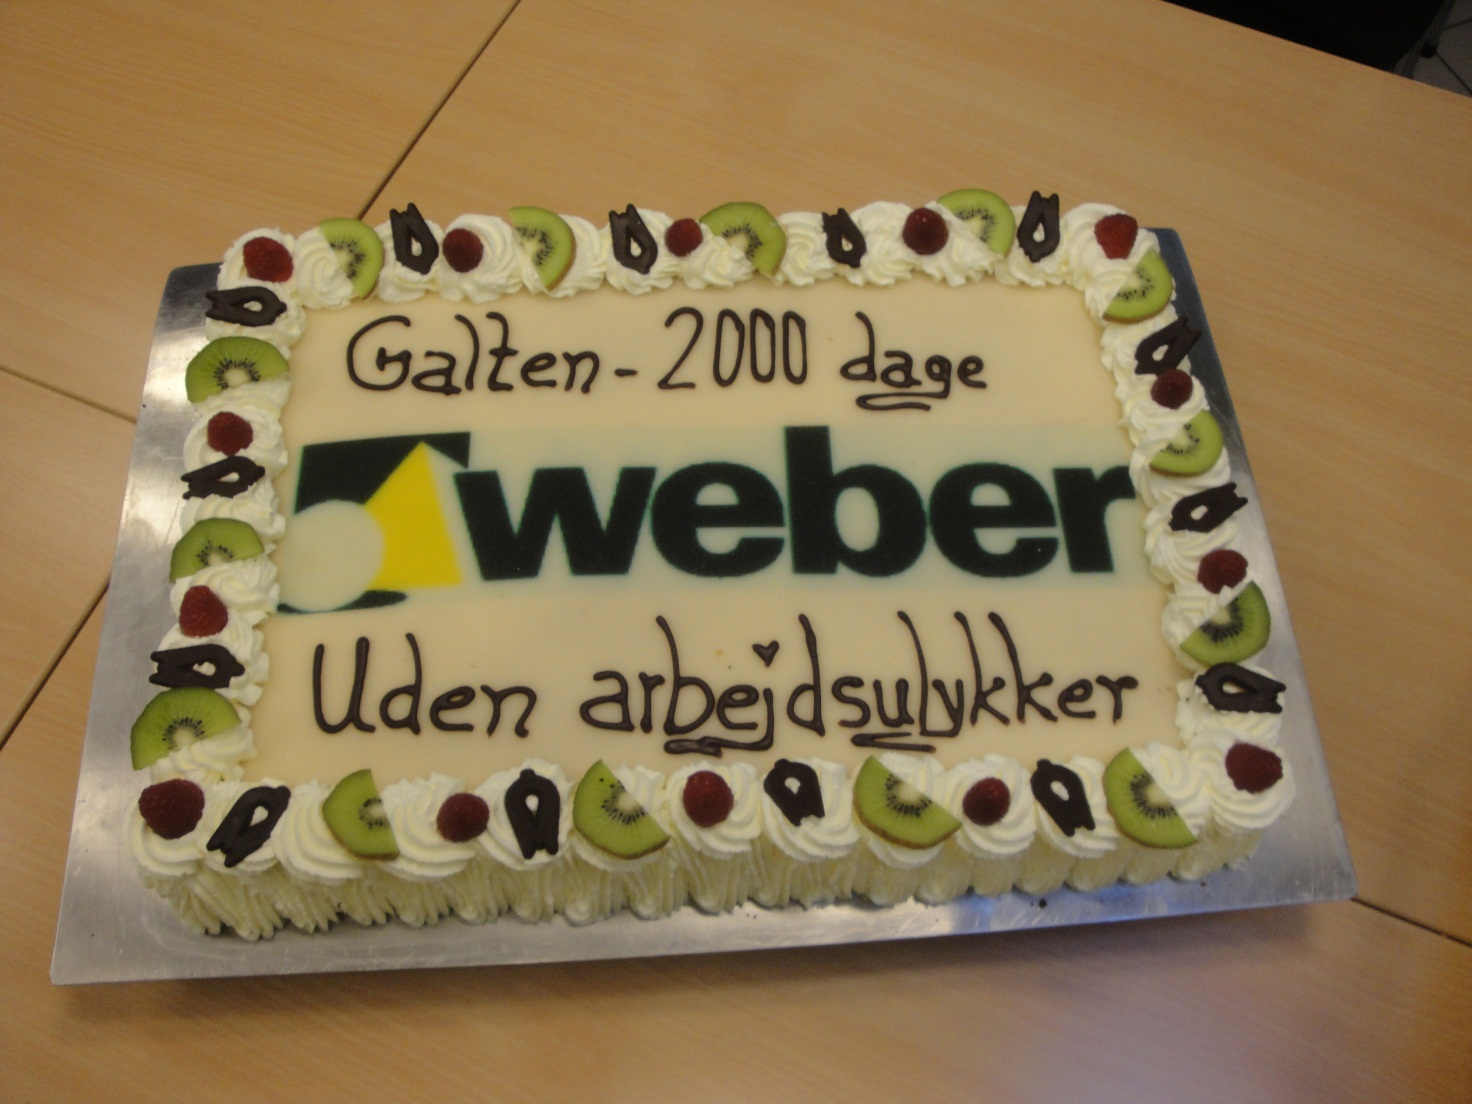 Galten - 2000 dage
weber
Uden arbejdsulykker